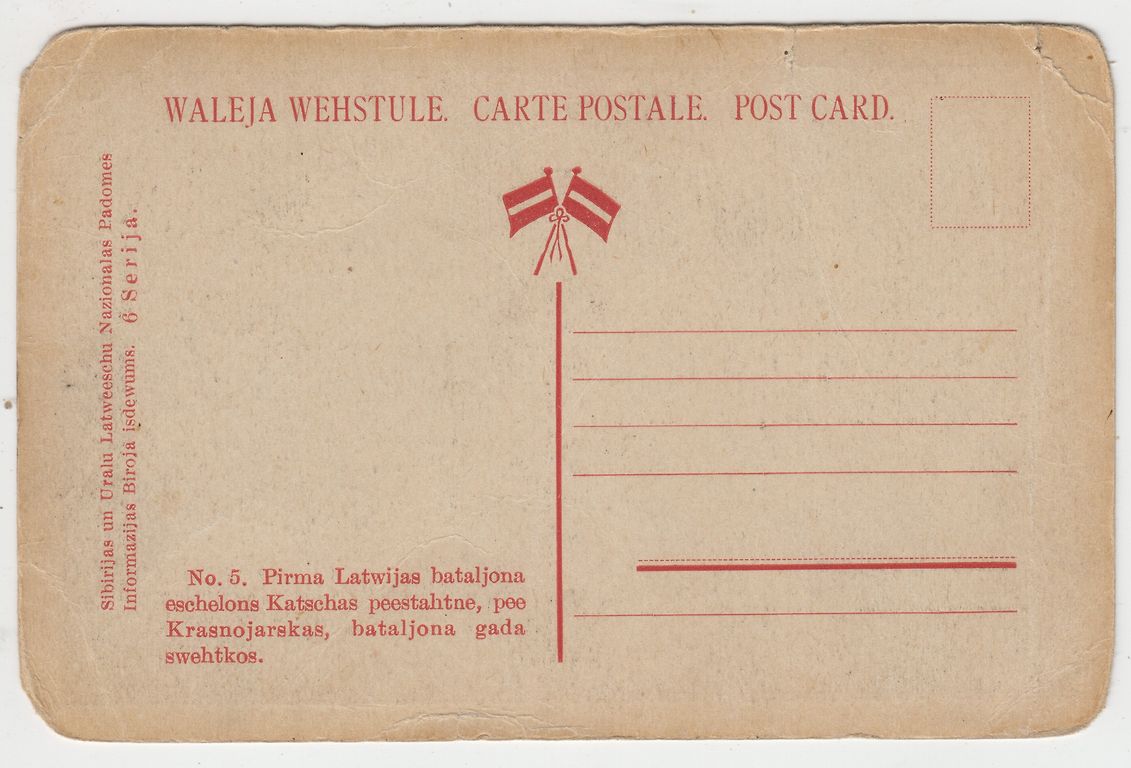 WALEJA WEHSTULE. CARTE POSTALE. POST CARD.
Sibirijas un Uralu Latweeschu Nazionalas Padomes
Informazijas Biroja isdewums. 6 Serija.
No. 5. Pirma Latwijas bataljona
eschelons Katschas peestahtne, pee
Krasnojarskas, bataljona gada
swehtkos.